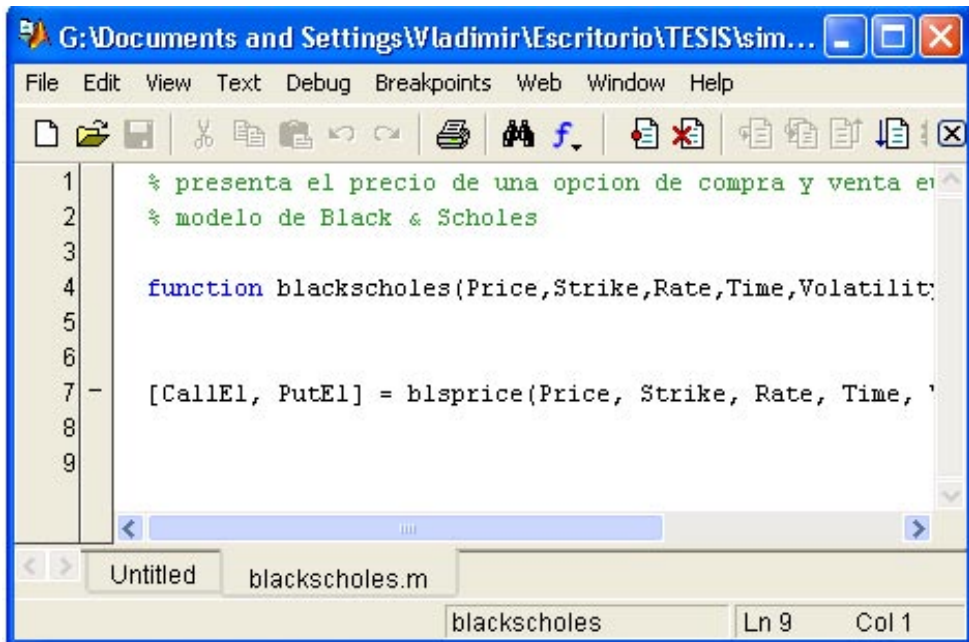 G:\Documents and Settings\Vladimir\Escritorio\TESIS\sim...
File Edit View Text Debug Breakpoints Web Window Help
1 % presenta el precio de una opcion de compra y venta
2 % modelo de Black & Scholes
3
4 function blackscholes(Price,Strike,Rate,Time,Volatility
5
6
7 - [CallEl, PutEl] = blsprice(Price, Strike, Rate, Time,
8
9
Untitled blackscholes.m
blackscholes Ln 9 Col 1